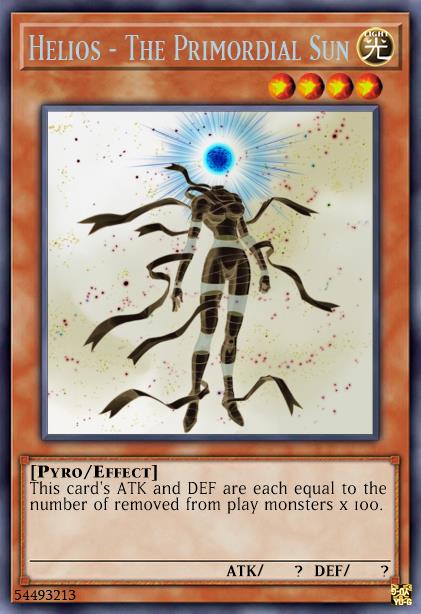 Helios - The Primordial Sun
LIGHT
光
[Pyro/Effect]
This card's ATK and DEF are each equal to the
number of removed from play monsters x 100.
ATK/ ? DEF/ ?
54493213